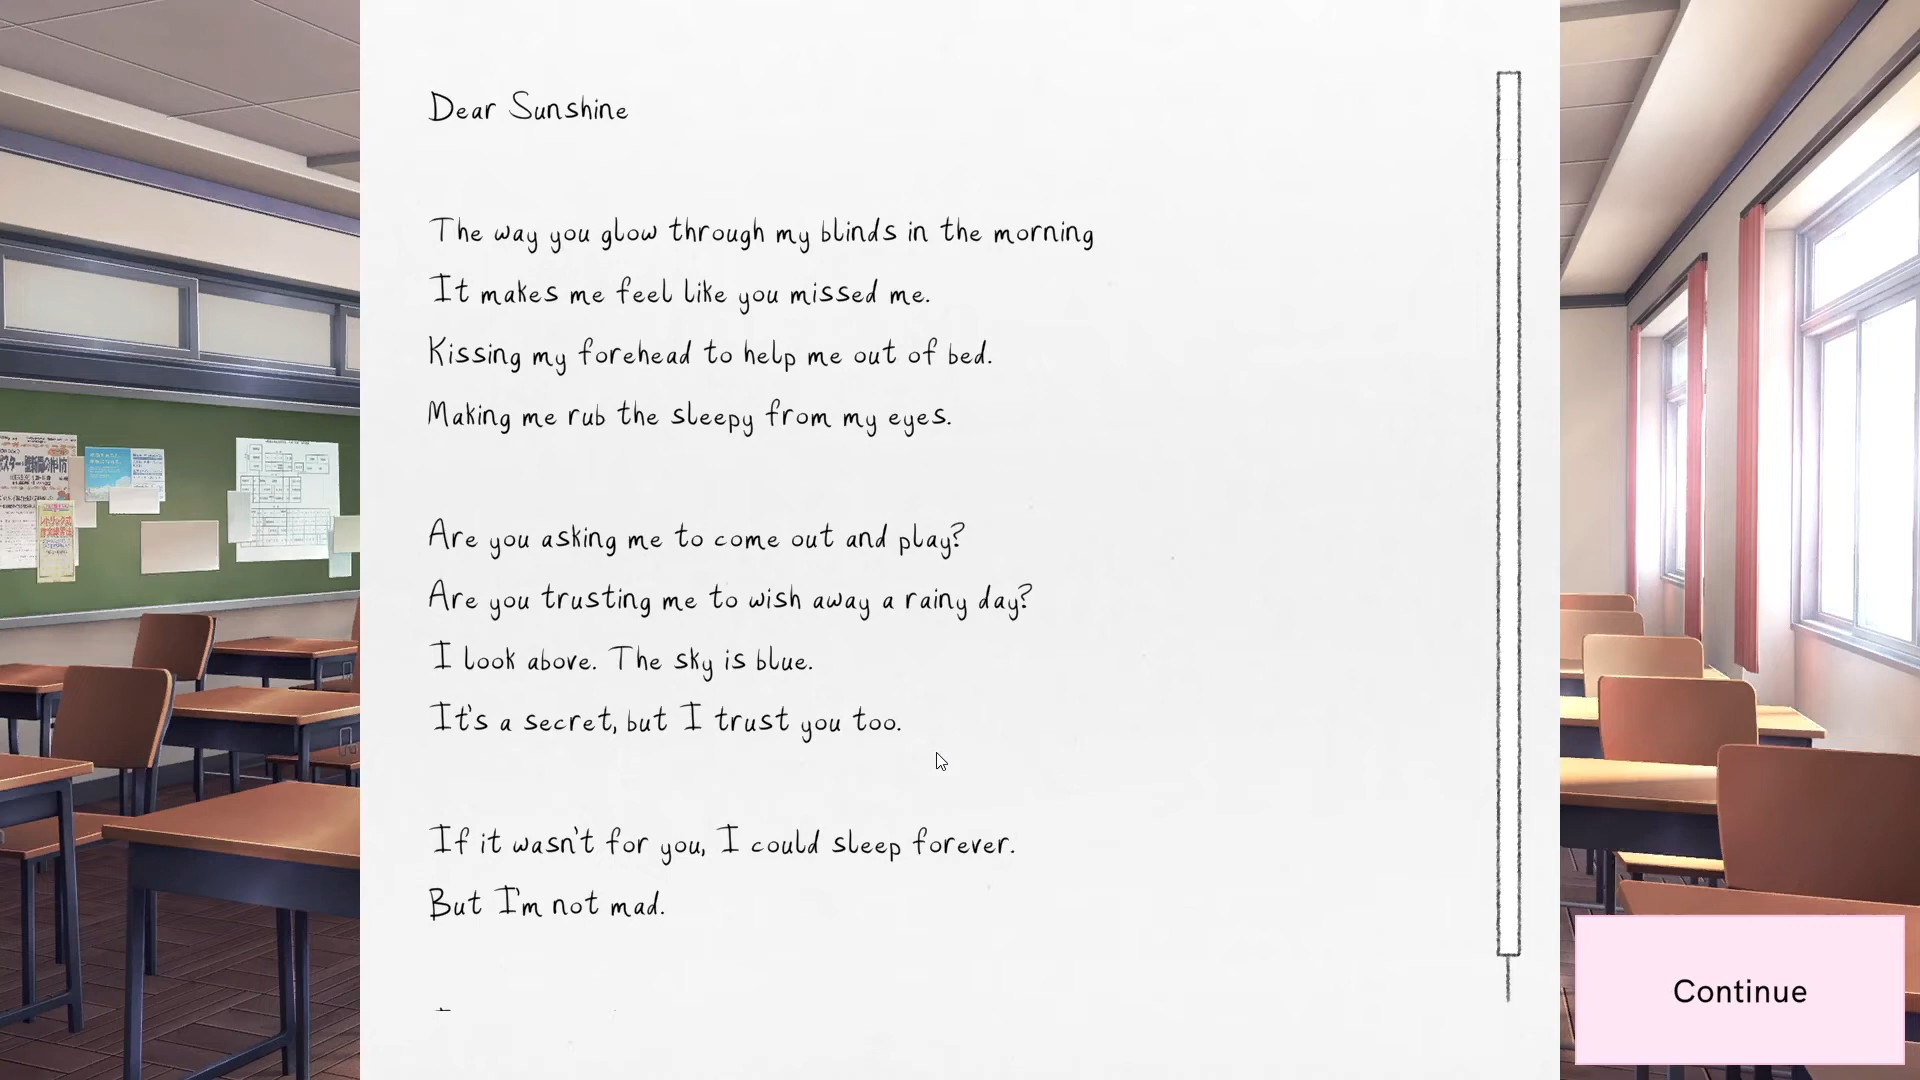 Dear Sunshine
The way you glow through my blinds in the morning
It makes me feel like you missed me.
Kissing my forehead to help me out of bed.
Making me rub the sleepy from my eyes.
Are you asking me to come out and play?
Are you trusting me to wish away a rainy day?
I look above. The sky is blue.
It's a secret, but I trust you too.
If it wasn't for you, I could sleep forever.
But I'm not mad.
Continue